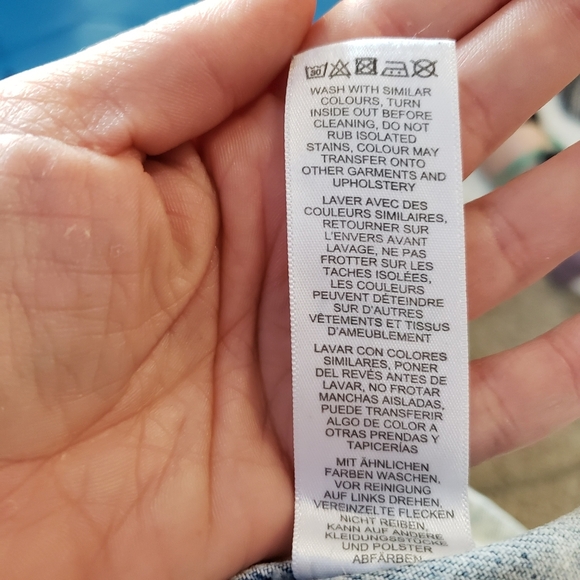 30
WASH WITH SIMILAR
COLOURS, TURN
INSIDE OUT BEFORE
CLEANING, DO NOT
RUB ISOLATED
STAINS, COLOUR MAY
TRANSFER ONTO
OTHER GARMENTS AND
UPHOLSTERY
LAVER AVEC DES
COULEURS SIMILAIRES,
RETOURNER SUR
L'ENVERS AVANT
LAVAGE, NE PAS
FROTTER SUR LES
TACHES ISOLÉES,
LES COULEURS
PEUVENT DÉTEINDRE
SUR D'AUTRES
VÊTEMENTS ET TISSUS
D'AMEUBLEMENT
LAVAR CON COLORES
SIMILARES, PONER
DEL REVÉS ANTES DE
LAVAR, NO FROTAR
MANCHAS AISLADAS,
PUEDE TRANSFERIR
ALGO DE COLOR A
OTRAS PRENDAS Y
TAPICERÍAS
MIT ÄHNLICHEN
FARBEN WASCHEN,
VOR REINIGUNG
AUF LINKS DREHEN,
VEREINZELTE FLECKEN
NICHT REIBEN,
KANN AUF ANDERE
KLEIDUNGSSTÜCKE
UND POLSTER
ABFÄRBEN